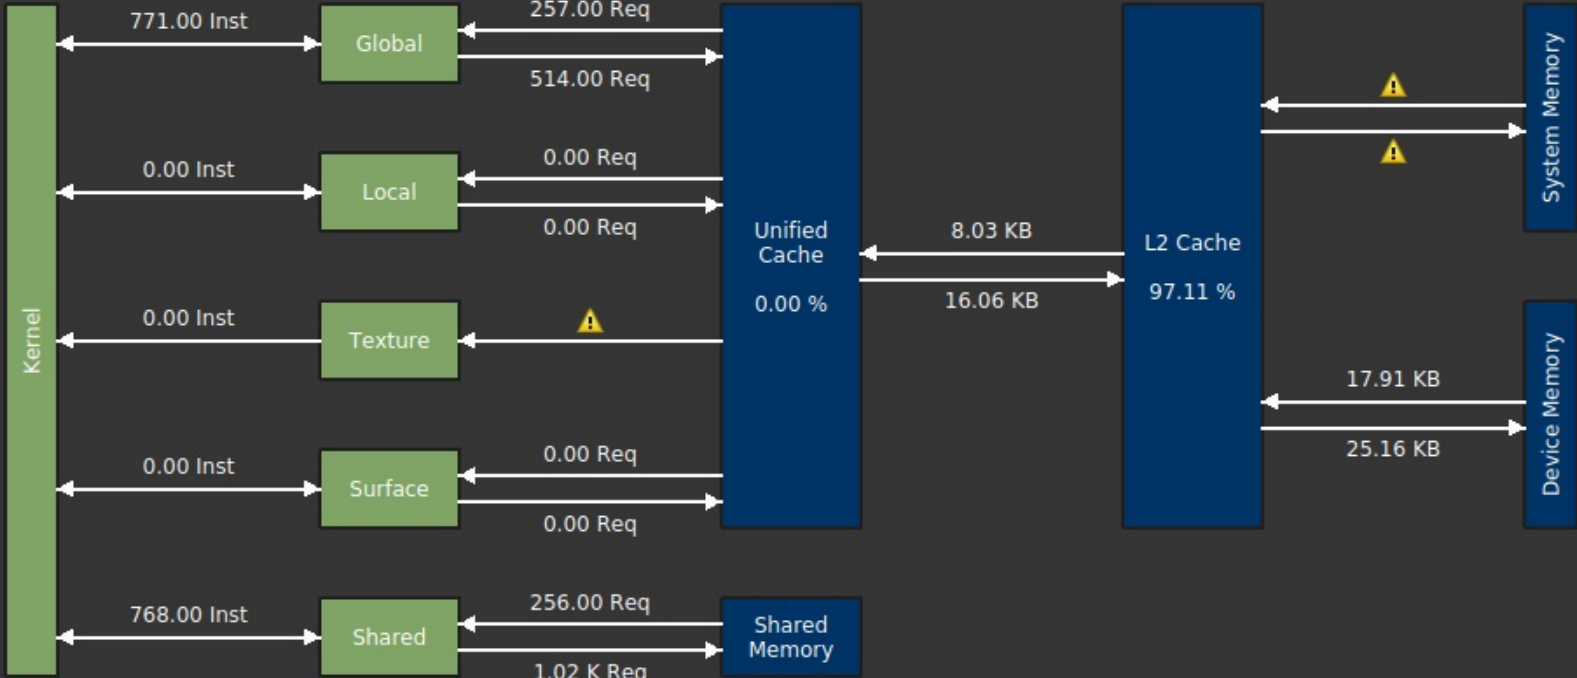 257.00 Req
771.00 Inst
Global
514.00 Req
0.00 Req
0.00 Inst
Local
0.00 Req
Unified
Cache
0.00 %
8.03 KB
16.06 KB
L2 Cache
97.11 %
System Memory
Kernel
0.00 Inst
Texture
17.91 KB
25.16 KB
Device Memory
0.00 Req
0.00 Inst
Surface
0.00 Req
256.00 Req
768.00 Inst
Shared
1.02 K Req
Shared
Memory